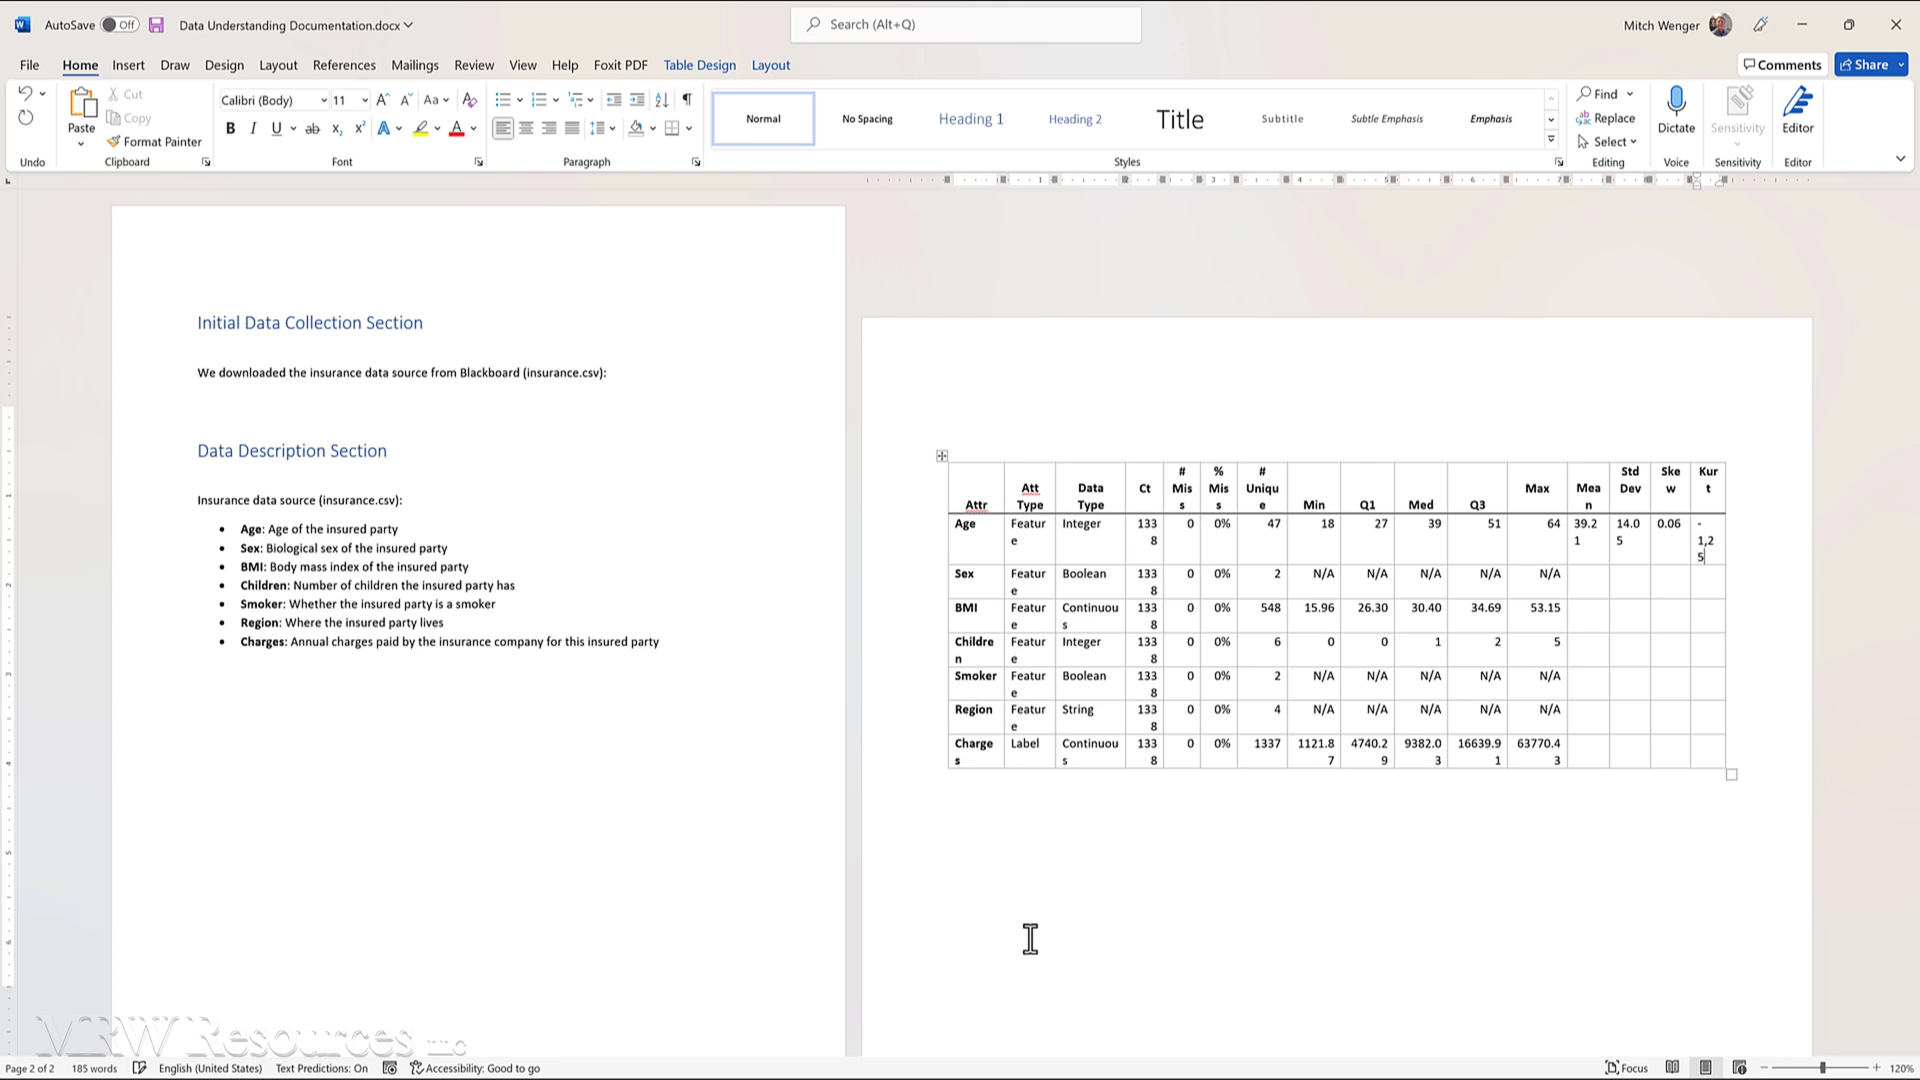 AutoSave Off Data Understanding Documentation.docx
Search (Alt+Q)
Mitch Wenger
File Home Insert Draw Design Layout References Mailings Review View Help Foxit PDF Table Design Layout
Comments Share
Paste
Cut
Copy
Format Painter
Calibri (Body) 11
Normal No Spacing Heading 1 Heading 2 Title Subtitle Subtle Emphasis Emphasis
Find
Replace
Select
Dictate Sensitivity Editor
Undo Clipboard Font Paragraph Styles Editing Voice Sensitivity Editor
Initial Data Collection Section
We downloaded the insurance data source from Blackboard (insurance.csv):
Data Description Section
Insurance data source (insurance.csv):
• Age: Age of the insured party
• Sex: Biological sex of the insured party
• BMI: Body mass index of the insured party
• Children: Number of children the insured party has
• Smoker: Whether the insured party is a smoker
• Region: Where the insured party lives
• Charges: Annual charges paid by the insurance company for this insured party
Attr Att Type Data Type Ct # Miss % Miss # Unique Min Q1 Med Q3 Max Mean Std Dev Skew Kurt
Age Feature Integer 1338 0 0% 47 18 27 39 51 64 39.21 14.05 0.06 -1,25
Sex Feature Boolean 1338 0 0% 2 N/A N/A N/A N/A N/A
BMI Feature Continuous 1338 0 0% 548 15.96 26.30 30.40 34.69 53.15
Children Feature Integer 1338 0 0% 6 0 0 1 2 5
Smoker Feature Boolean 1338 0 0% 2 N/A N/A N/A N/A N/A
Region Feature String 1338 0 0% 4 N/A N/A N/A N/A N/A
Charges Label Continuous 1338 0 0% 1337 1121.87 4740.29 9382.03 16639.91 63770.43
MRW Resources LLC
Page 2 of 2 185 words English (United States) Text Predictions: On Accessibility: Good to go Focus 120%